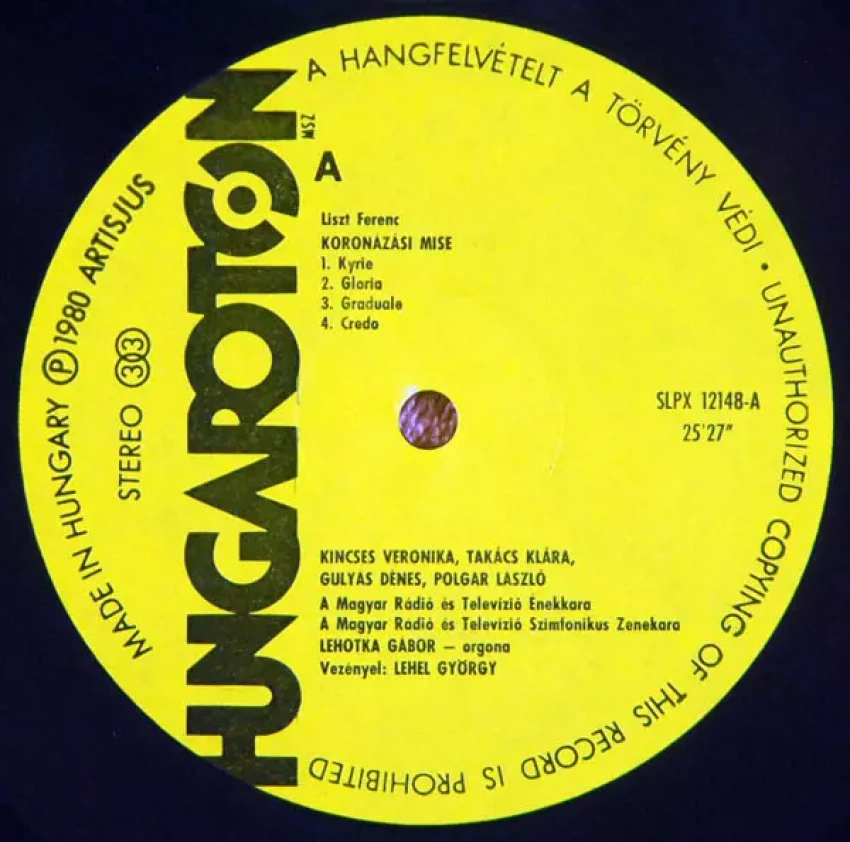 A HANGFELVÉTELT A TÖRVÉNY VÉDI • UNAUTHORIZED COPYING OF THIS RECORD IS PROHIBITED
MADE IN HUNGARY Ⓟ 1980 ARTISJUS
STEREO 33
HUNGAROTON
MSZ
A
Liszt Ferenc
KORONÁZÁSI MISE
1. Kyrie
2. Gloria
3. Graduale
4. Credo
SLPX 12148-A
25'27"
KINCSES VERONIKA, TAKÁCS KLÁRA,
GULYÁS DÉNES, POLGÁR LÁSZLÓ
A Magyar Rádió és Televízió Énekkara
A Magyar Rádió és Televízió Szimfonikus Zenekara
LEHOTKA GÁBOR – orgona
Vezényel: LEHEL GYÖRGY